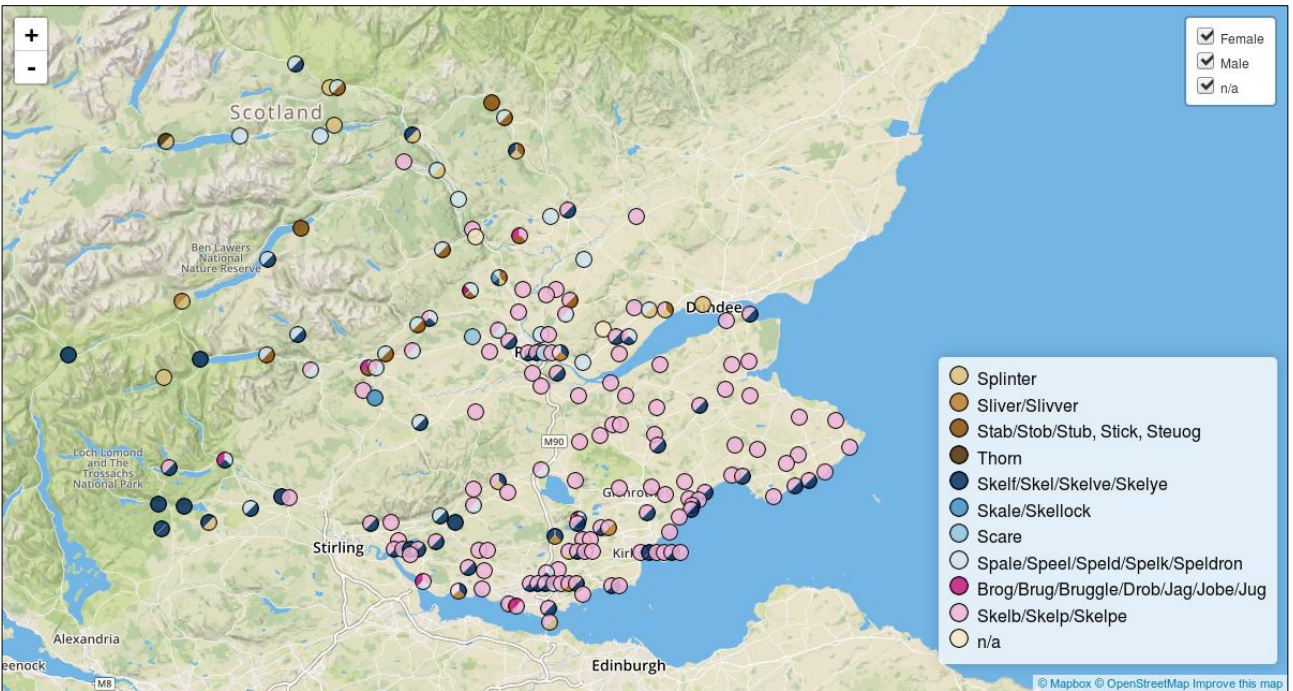 +
-
Female
Male
n/a
Scotland
Ben Lawers
National
Nature Reserve
Dundee
Loch Lomond
and The
Trossachs
National Park
M90
Stirling
Alexandria
eenock
M8
Edinburgh
Splinter
Sliver/Slivver
Stab/Stob/Stub, Stick, Steuog
Thorn
Skelf/Skel/Skelve/Skelye
Skale/Skellock
Scare
Spale/Speel/Speld/Spelk/Speldron
Brog/Brug/Bruggle/Drob/Jag/Jobe/Jug
Skelb/Skelp/Skelpe
n/a
© Mapbox © OpenStreetMap Improve this map